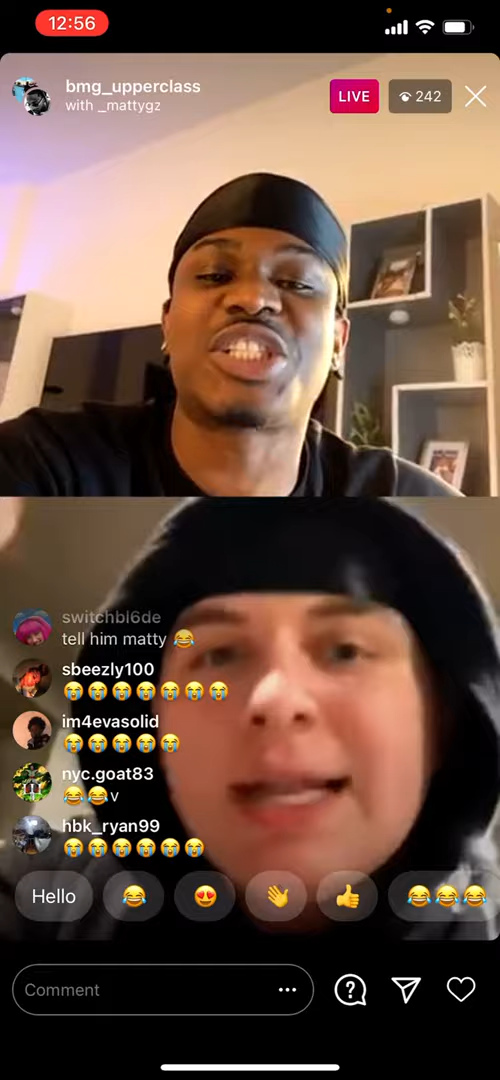 12:56
bmg_upperclass
with _mattygz
LIVE
242
switchbl6de
tell him matty 😂
sbeezly100
😭😭😭😭😭😭😭
im4evasolid
😭😭😭😭😭
nyc.goat83
😂😂v
hbk_ryan99
😭😭😭😭😭😭
Hello
😂 😍 👋 👍 😂😂😂
Comment